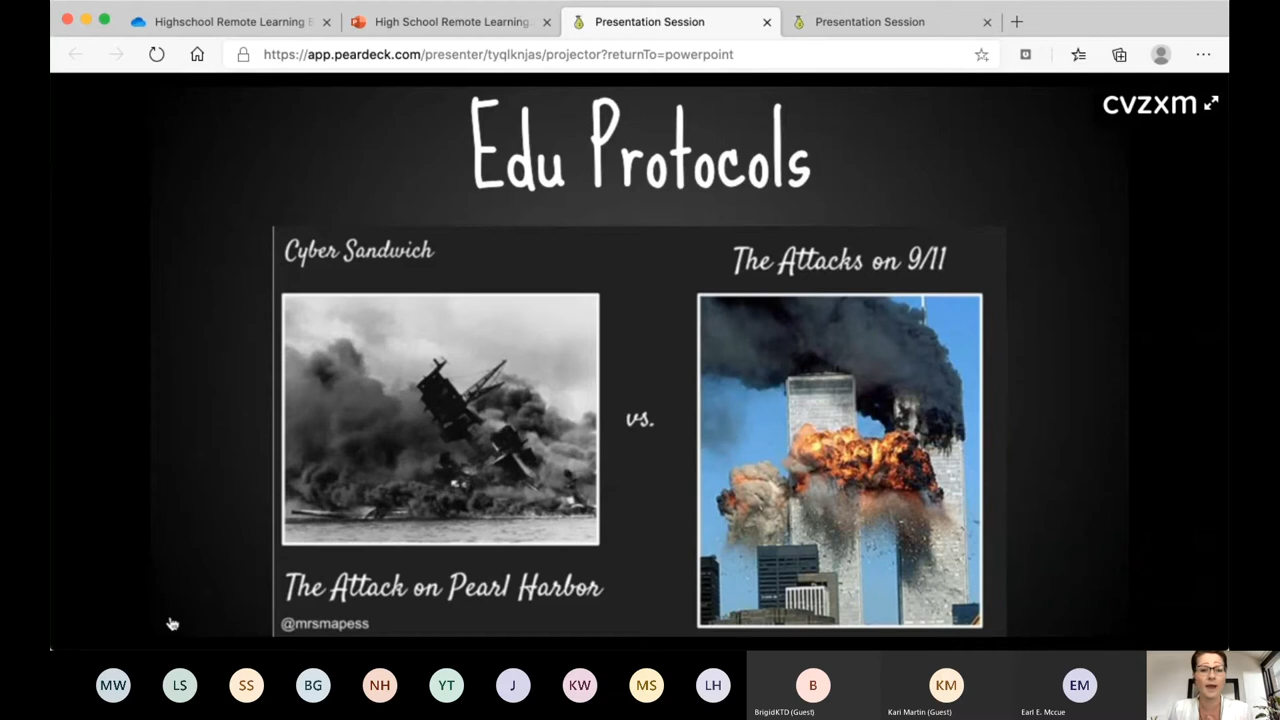 Highschool Remote Learning E
High School Remote Learning
Presentation Session
Presentation Session
https://app.peardeck.com/presenter/tyqlknjas/projector?returnTo=powerpoint
cvzxm
Edu Protocols
Cyber Sandwich
The Attacks on 9/11
vs.
The Attack on Pearl Harbor
@mrsmapess
MW LS SS BG NH YT J KW MS LH B KM EM
BrigidKTD (Guest) Kari Martin (Guest) Earl E. Mccue